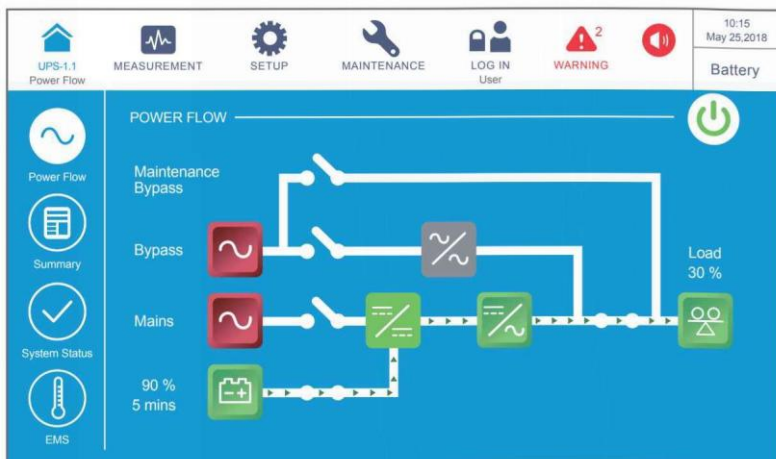 10:15
May 25,2018
UPS-1.1
Power Flow
MEASUREMENT
SETUP
MAINTENANCE
LOG IN
User
2
WARNING
Battery
POWER FLOW
Power Flow
Summary
System Status
EMS
Maintenance
Bypass
Bypass
Mains
90 %
5 mins
Load
30 %